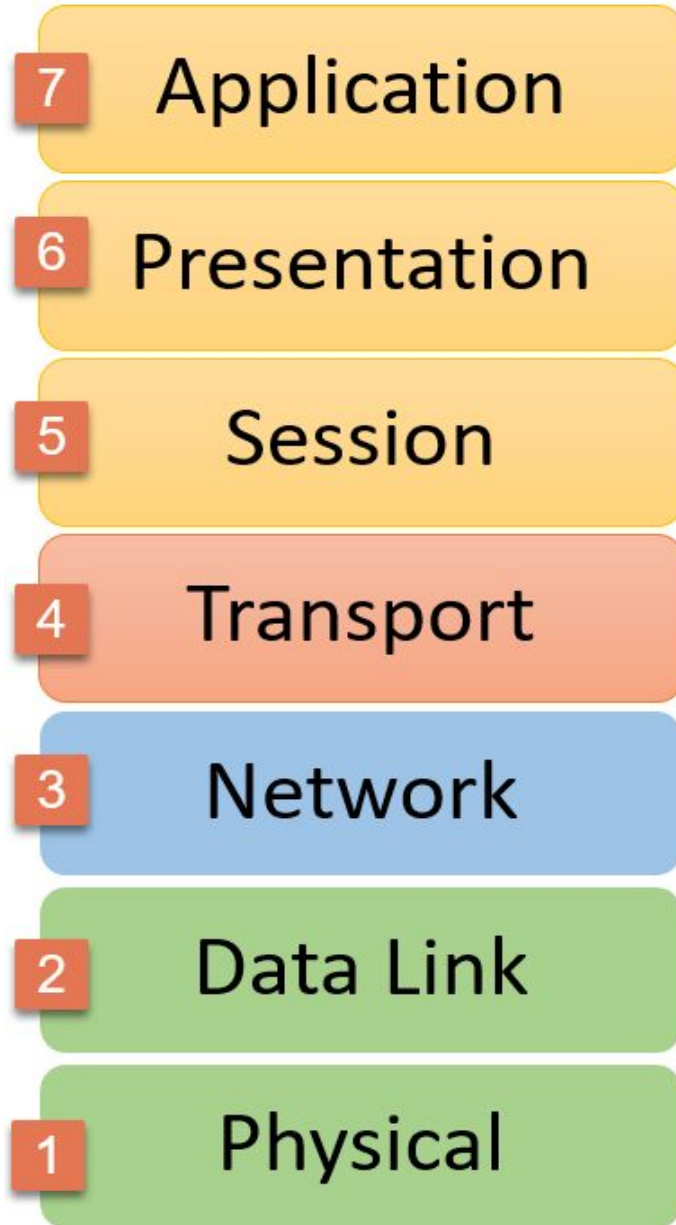 7 Application
6 Presentation
5 Session
4 Transport
3 Network
2 Data Link
1 Physical